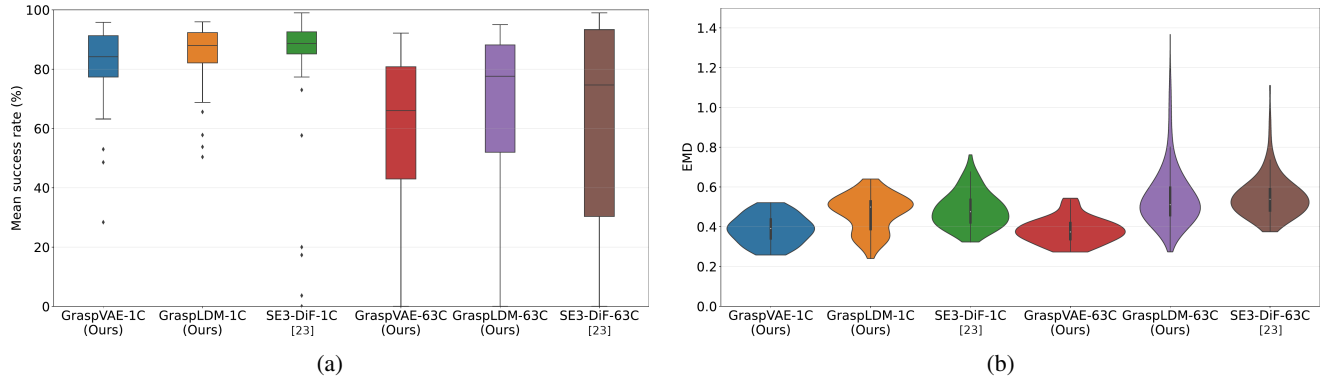 100
80
60
40
20
0
Mean success rate (%)
GraspVAE-1C
(Ours)
GraspLDM-1C
(Ours)
SE3-DiF-1C
[23]
GraspVAE-63C
(Ours)
GraspLDM-63C
(Ours)
SE3-DiF-63C
[23]
(a)
1.4
1.2
1.0
0.8
0.6
0.4
0.2
0.0
EMD
GraspVAE-1C
(Ours)
GraspLDM-1C
(Ours)
SE3-DiF-1C
[23]
GraspVAE-63C
(Ours)
GraspLDM-63C
(Ours)
SE3-DiF-63C
[23]
(b)